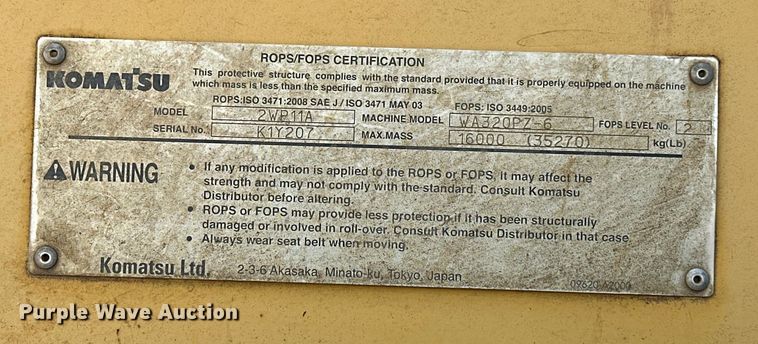 ROPS/FOPS CERTIFICATION
KOMATSU
This protective structure complies with the standard provided that it is properly equipped on the machine
which mass is less than the specified maximum mass.
ROPS:ISO 3471:2008 SAE J / ISO 3471 MAY 03 FOPS: ISO 3449:2005
MODEL 2WP11A MACHINE MODEL WA320PZ-6 FOPS LEVEL No. 2
SERIAL No. K1Y207 MAX.MASS 16000 (35270) kg(Lb)
WARNING
• If any modification is applied to the ROPS or FOPS, it may affect the
strength and may not comply with the standard. Consult Komatsu
Distributor before altering.
• ROPS or FOPS may provide less protection if it has been structurally
damaged or involved in roll-over. Consult Komatsu Distributor in that case
• Always wear seat belt when moving.
Komatsu Ltd. 2-3-6 Akasaka, Minato-ku, Tokyo, Japan
09620-A2000
Purple Wave Auction